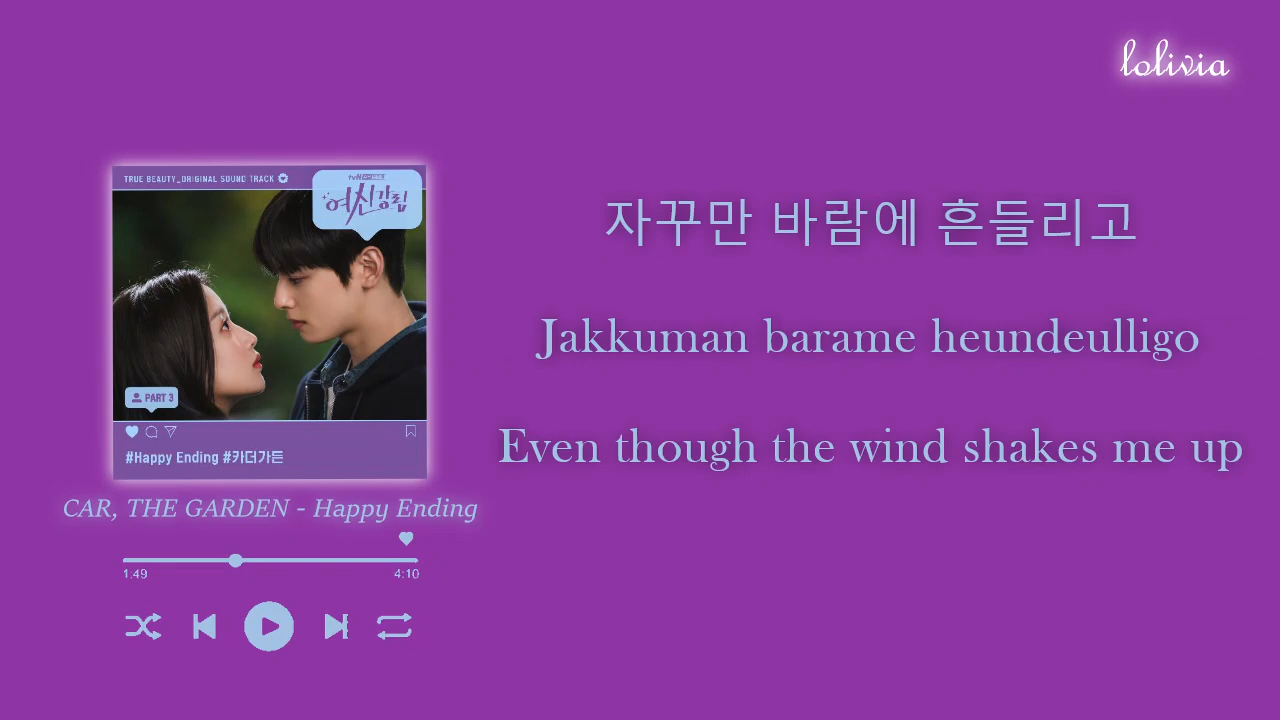 lolivia
TRUE BEAUTY_ORIGINAL SOUND TRACK
tvN
여신강림
PART 3
#Happy Ending #카더가든
CAR, THE GARDEN - Happy Ending
1:49
4:10
자꾸만 바람에 흔들리고
Jakkuman barame heundeulligo
Even though the wind shakes me up